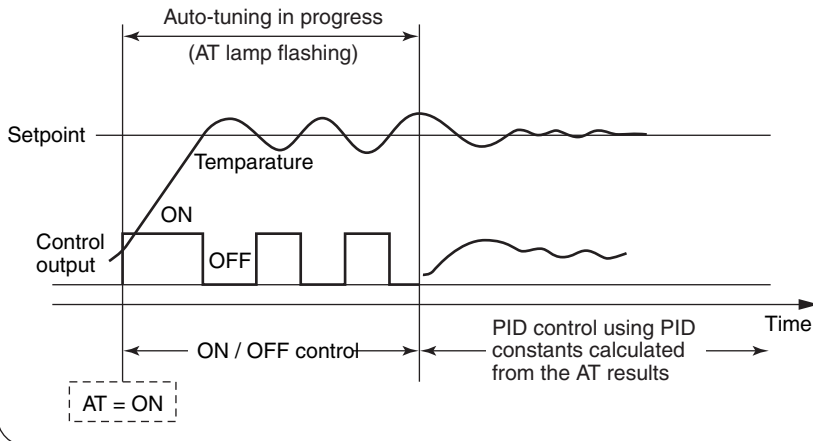 Auto-tuning in progress
(AT lamp flashing)
Setpoint
Temparature
ON
Control
output
OFF
Time
ON / OFF control
PID control using PID
constants calculated
from the AT results
AT = ON